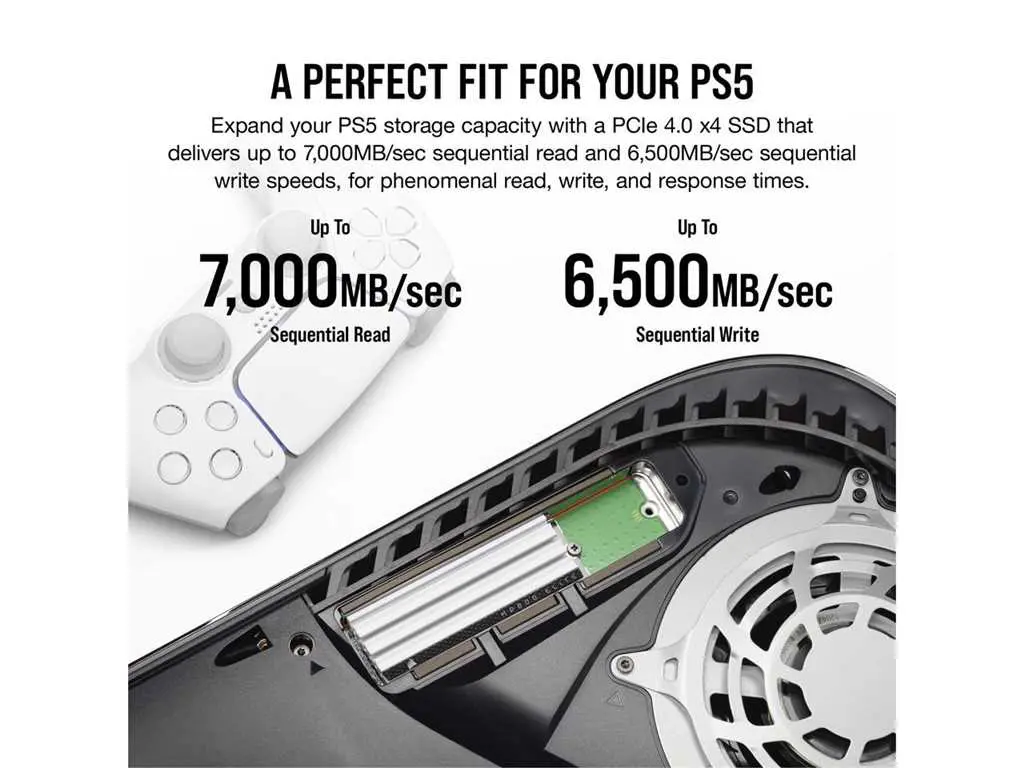 A PERFECT FIT FOR YOUR PS5
Expand your PS5 storage capacity with a PCIe 4.0 x4 SSD that
delivers up to 7,000MB/sec sequential read and 6,500MB/sec sequential
write speeds, for phenomenal read, write, and response times.
Up To
7,000MB/sec
Sequential Read
Up To
6,500MB/sec
Sequential Write